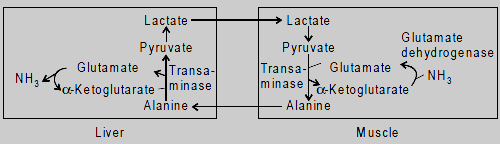 Lactate
Pyruvate
Glutamate
NH3
α-Ketoglutarate
Transa-
minase
Alanine
Liver
Lactate
Pyruvate
Glutamate
dehydrogenase
Transa-
minase
Glutamate
α-Ketoglutarate
NH3
Alanine
Muscle